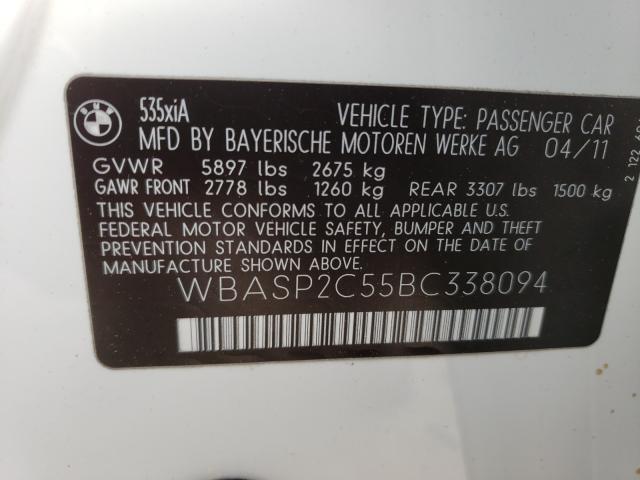 BMW
535xiA
VEHICLE TYPE: PASSENGER CAR
MFD BY BAYERISCHE MOTOREN WERKE AG 04/11
GVWR 5897 lbs 2675 kg
GAWR FRONT 2778 lbs 1260 kg REAR 3307 lbs 1500 kg
THIS VEHICLE CONFORMS TO ALL APPLICABLE U.S.
FEDERAL MOTOR VEHICLE SAFETY, BUMPER AND THEFT
PREVENTION STANDARDS IN EFFECT ON THE DATE OF
MANUFACTURE SHOWN ABOVE.
WBASP2C55BC338094